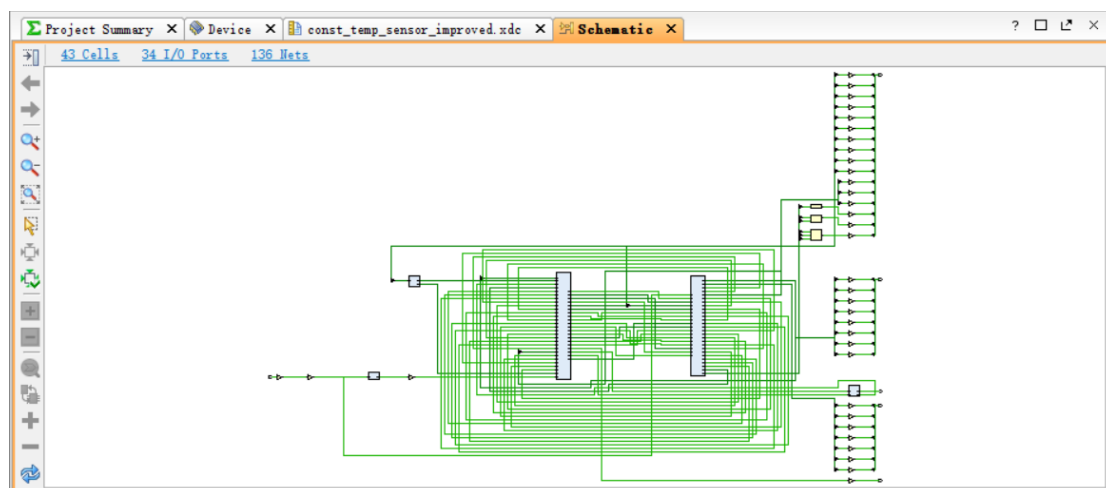 Project Summary × Device × const_temp_sensor_improved.xdc × Schematic ×
43 Cells 34 I/O Ports 136 Nets